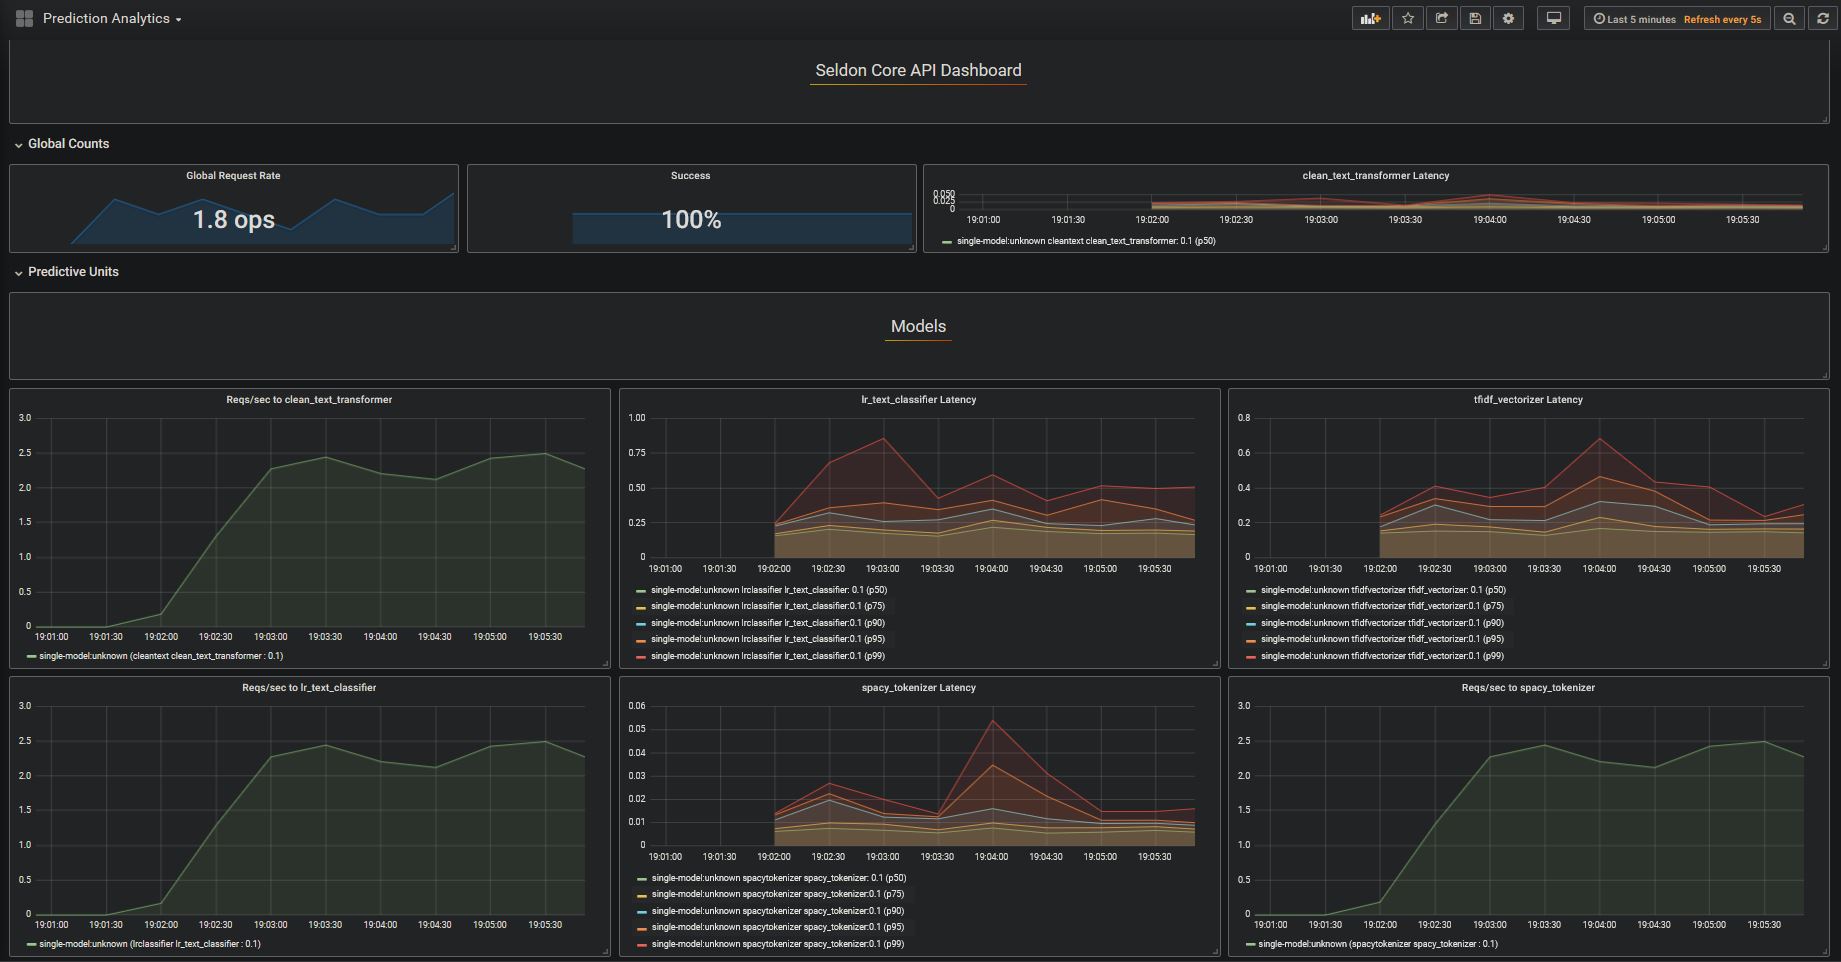 Prediction Analytics
Last 5 minutes Refresh every 5s
Seldon Core API Dashboard
Global Counts
Global Request Rate
1.8 ops
Success
100%
clean_text_transformer Latency
0.050
0.025
0
19:01:00 19:01:30 19:02:00 19:02:30 19:03:00 19:03:30 19:04:00 19:04:30 19:05:00 19:05:30
single-model:unknown cleantext clean_text_transformer: 0.1 (p50)
Predictive Units
Models
Reqs/sec to clean_text_transformer
3.0
2.5
2.0
1.5
1.0
0.5
0
19:01:00 19:01:30 19:02:00 19:02:30 19:03:00 19:03:30 19:04:00 19:04:30 19:05:00 19:05:30
single-model:unknown (cleantext clean_text_transformer : 0.1)
lr_text_classifier Latency
1.00
0.75
0.50
0.25
0
19:01:00 19:01:30 19:02:00 19:02:30 19:03:00 19:03:30 19:04:00 19:04:30 19:05:00 19:05:30
single-model:unknown lrclassifier lr_text_classifier: 0.1 (p50)
single-model:unknown lrclassifier lr_text_classifier:0.1 (p75)
single-model:unknown lrclassifier lr_text_classifier:0.1 (p90)
single-model:unknown lrclassifier lr_text_classifier:0.1 (p95)
single-model:unknown lrclassifier lr_text_classifier:0.1 (p99)
tfidf_vectorizer Latency
0.8
0.6
0.4
0.2
0
19:01:00 19:01:30 19:02:00 19:02:30 19:03:00 19:03:30 19:04:00 19:04:30 19:05:00 19:05:30
single-model:unknown tfidfvectorizer tfidf_vectorizer: 0.1 (p50)
single-model:unknown tfidfvectorizer tfidf_vectorizer:0.1 (p75)
single-model:unknown tfidfvectorizer tfidf_vectorizer:0.1 (p90)
single-model:unknown tfidfvectorizer tfidf_vectorizer:0.1 (p95)
single-model:unknown tfidfvectorizer tfidf_vectorizer:0.1 (p99)
Reqs/sec to lr_text_classifier
3.0
2.5
2.0
1.5
1.0
0.5
0
19:01:00 19:01:30 19:02:00 19:02:30 19:03:00 19:03:30 19:04:00 19:04:30 19:05:00 19:05:30
single-model:unknown (lrclassifier lr_text_classifier : 0.1)
spacy_tokenizer Latency
0.06
0.05
0.04
0.03
0.02
0.01
0
19:01:00 19:01:30 19:02:00 19:02:30 19:03:00 19:03:30 19:04:00 19:04:30 19:05:00 19:05:30
single-model:unknown spacytokenizer spacy_tokenizer: 0.1 (p50)
single-model:unknown spacytokenizer spacy_tokenizer:0.1 (p75)
single-model:unknown spacytokenizer spacy_tokenizer:0.1 (p90)
single-model:unknown spacytokenizer spacy_tokenizer:0.1 (p95)
single-model:unknown spacytokenizer spacy_tokenizer:0.1 (p99)
Reqs/sec to spacy_tokenizer
3.0
2.5
2.0
1.5
1.0
0.5
0
19:01:00 19:01:30 19:02:00 19:02:30 19:03:00 19:03:30 19:04:00 19:04:30 19:05:00 19:05:30
single-model:unknown (spacytokenizer spacy_tokenizer : 0.1)